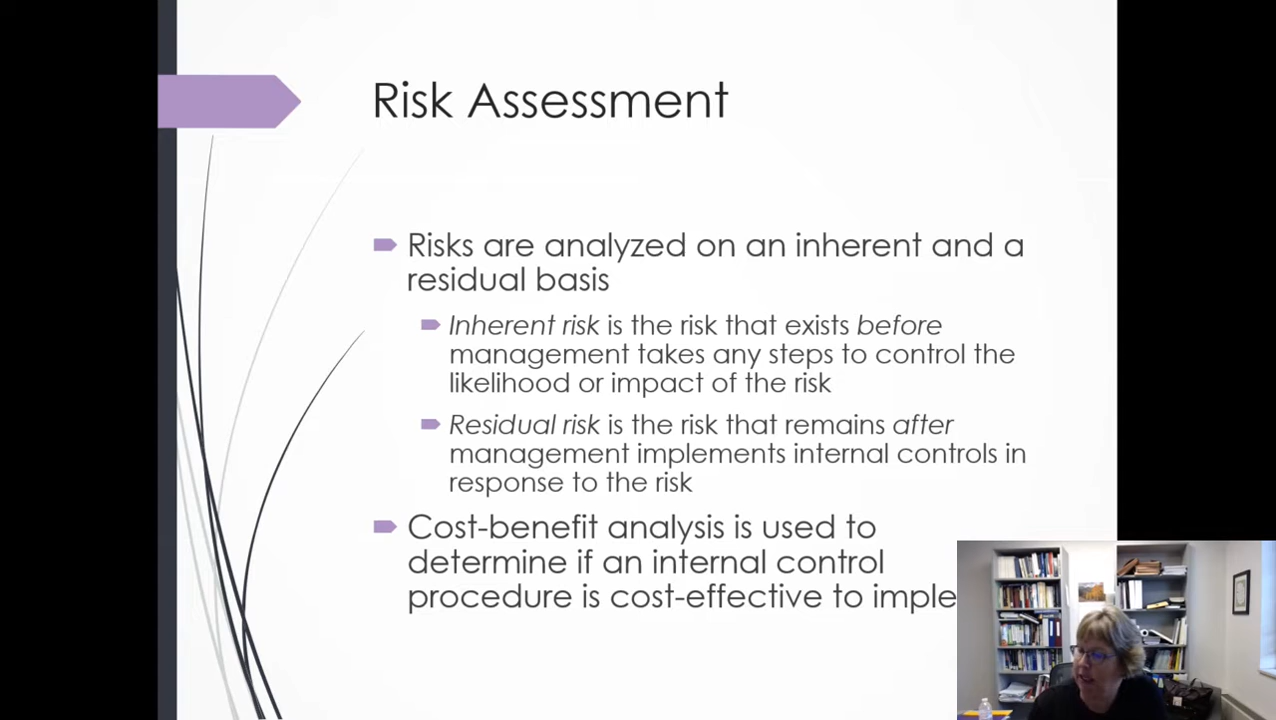 Risk Assessment
Risks are analyzed on an inherent and a
residual basis
Inherent risk is the risk that exists before
management takes any steps to control the
likelihood or impact of the risk
Residual risk is the risk that remains after
management implements internal controls in
response to the risk
Cost-benefit analysis is used to
determine if an internal control
procedure is cost-effective to imple